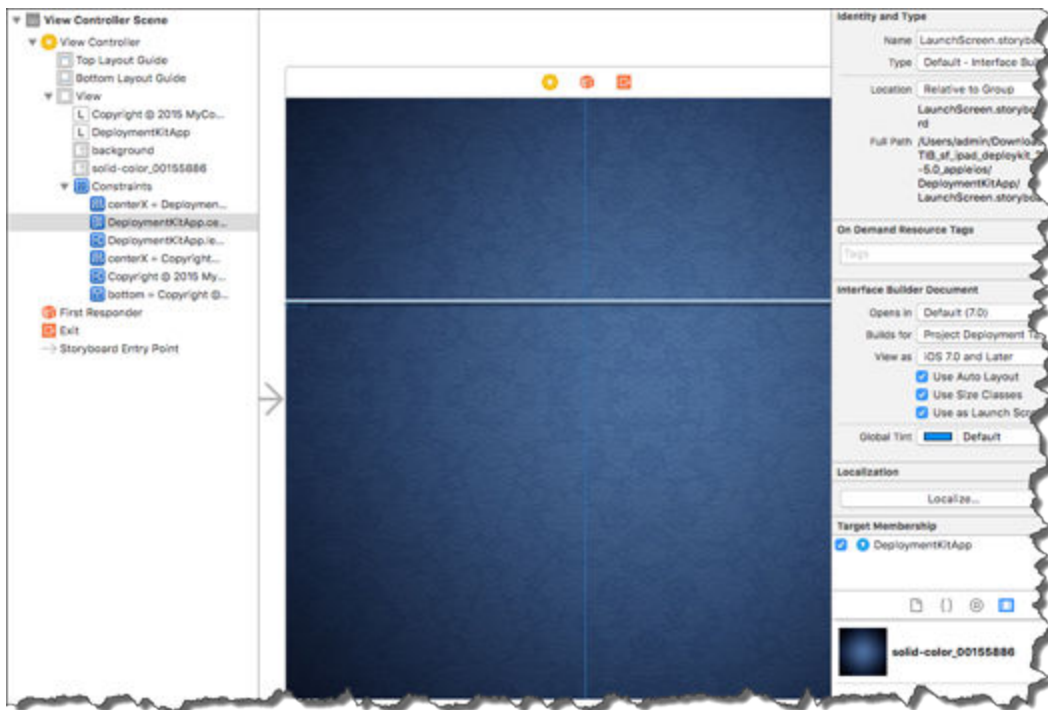 View Controller Scene
View Controller
Top Layout Guide
Bottom Layout Guide
View
L Copyright © 2015 MyCo...
L DeploymentKitApp
background
solid-color_00155886
Constraints
centerX = Deploymen...
DeploymentKitApp.ce...
DeploymentKitApp.le...
centerX = Copyright...
Copyright © 2015 My...
bottom = Copyright ©...
First Responder
Exit
Storyboard Entry Point
Identity and Type
Name LaunchScreen.storybo
Type Default - Interface Bui
Location Relative to Group
LaunchScreen.storybo
rd
Full Path /Users/admin/Download
TIB_sf_ipad_deploykit_
-5.0_appleios/
DeploymentKitApp/
LaunchScreen.storybo
On Demand Resource Tags
Tags
Interface Builder Document
Opens in Default (7.0)
Builds for Project Deployment Ta
View as iOS 7.0 and Later
Use Auto Layout
Use Size Classes
Use as Launch Scre
Global Tint Default
Localization
Localize...
Target Membership
DeploymentKitApp
solid-color_00155886